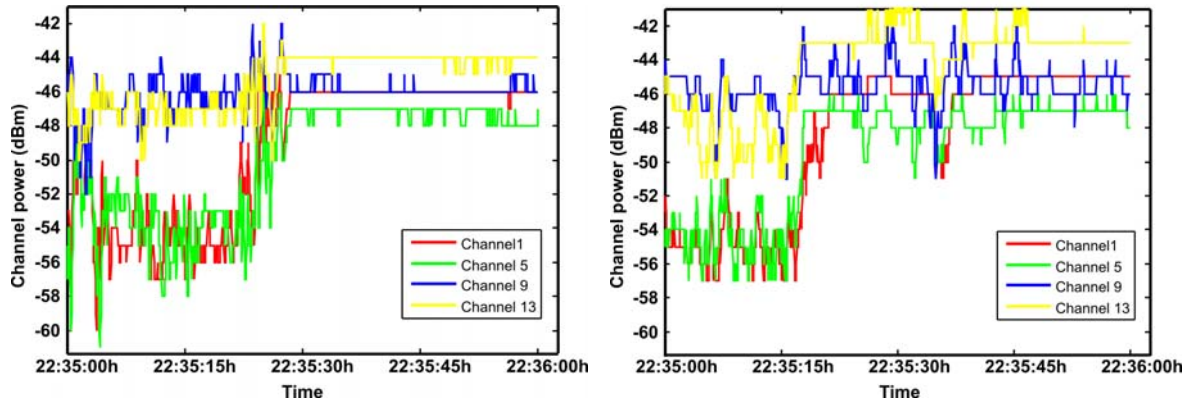 -42
-44
-46
-48
-50
-52
-54
-56
-58
-60
Channel power (dBm)
Channel1
Channel 5
Channel 9
Channel 13
22:35:00h 22:35:15h 22:35:30h 22:35:45h 22:36:00h
Time
-42
-44
-46
-48
-50
-52
-54
-56
-58
-60
Channel power (dBm)
Channel1
Channel 5
Channel 9
Channel 13
22:35:00h 22:35:15h 22:35:30h 22:35:45h 22:36:00h
Time